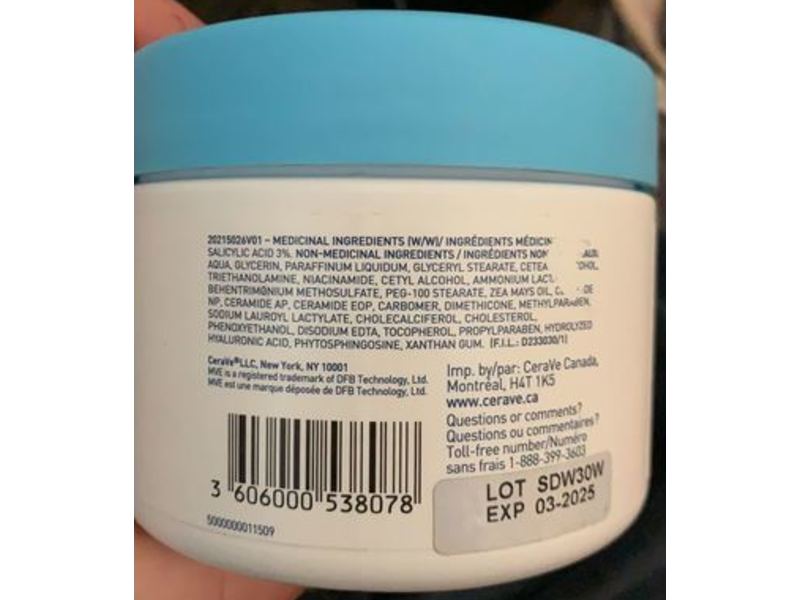 20215026V01 – MEDICINAL INGREDIENTS (W/W)/ INGRÉDIENTS
SALICYLIC ACID 3%. NON-MEDICINAL INGREDIENTS / INGRÉDIENTS NON
AQUA, GLYCERIN, PARAFFINUM LIQUIDUM, GLYCERYL STEARATE,
TRIETHANOLAMINE, NIACINAMIDE, CETYL ALCOHOL, AMMONIUM
BEHENTRIMONIUM METHOSULFATE, PEG-100 STEARATE, ZEA MAYS OIL,
NP, CERAMIDE AP, CERAMIDE EOP, CARBOMER, DIMETHICONE, METHYLPARABEN,
SODIUM LAUROYL LACTYLATE, CHOLECALCIFEROL, CHOLESTEROL,
PHENOXYETHANOL, DISODIUM EDTA, TOCOPHEROL, PROPYLPARABEN, HYDROLYZED
HYALURONIC ACID, PHYTOSPHINGOSINE, XANTHAN GUM. (F.I.L.: D233030/1)
CeraVe® LLC, New York, NY 10001
MVE is a registered trademark of DFB Technology, Ltd.
MVE est une marque déposée de DFB Technology, Ltd.
Imp. by/par: CeraVe Canada,
Montréal, H4T 1K5
www.cerave.ca
Questions or comments?
Questions ou commentaires?
Toll-free number/Numéro
sans frais 1-888-399-3603
3 606000 538078
5000000011509
LOT SDW30W
EXP 03-2025